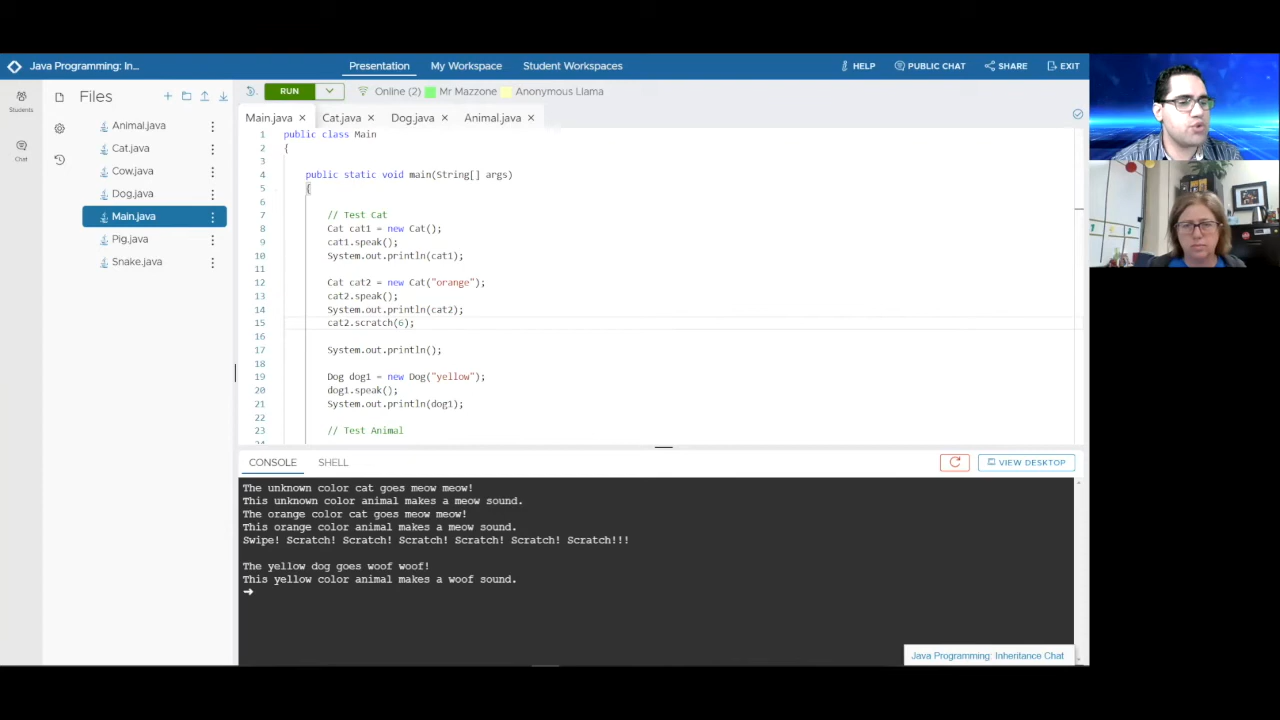 Java Programming: In...
Presentation
My Workspace
Student Workspaces
HELP
PUBLIC CHAT
SHARE
EXIT
Students
Chat
Files
Animal.java
Cat.java
Cow.java
Dog.java
Main.java
Pig.java
Snake.java
RUN
Online (2) Mr Mazzone Anonymous Llama
Main.java × Cat.java × Dog.java × Animal.java ×
1 public class Main
2 {
3
4 public static void main(String[] args)
5 {
6
7 // Test Cat
8 Cat cat1 = new Cat();
9 cat1.speak();
10 System.out.println(cat1);
11
12 Cat cat2 = new Cat("orange");
13 cat2.speak();
14 System.out.println(cat2);
15 cat2.scratch(6);
16
17 System.out.println();
18
19 Dog dog1 = new Dog("yellow");
20 dog1.speak();
21 System.out.println(dog1);
22
23 // Test Animal
CONSOLE
SHELL
VIEW DESKTOP
The unknown color cat goes meow meow!
This unknown color animal makes a meow sound.
The orange color cat goes meow meow!
This orange color animal makes a meow sound.
Swipe! Scratch! Scratch! Scratch! Scratch! Scratch! Scratch!!!
The yellow dog goes woof woof!
This yellow color animal makes a woof sound.
Java Programming: Inheritance Chat